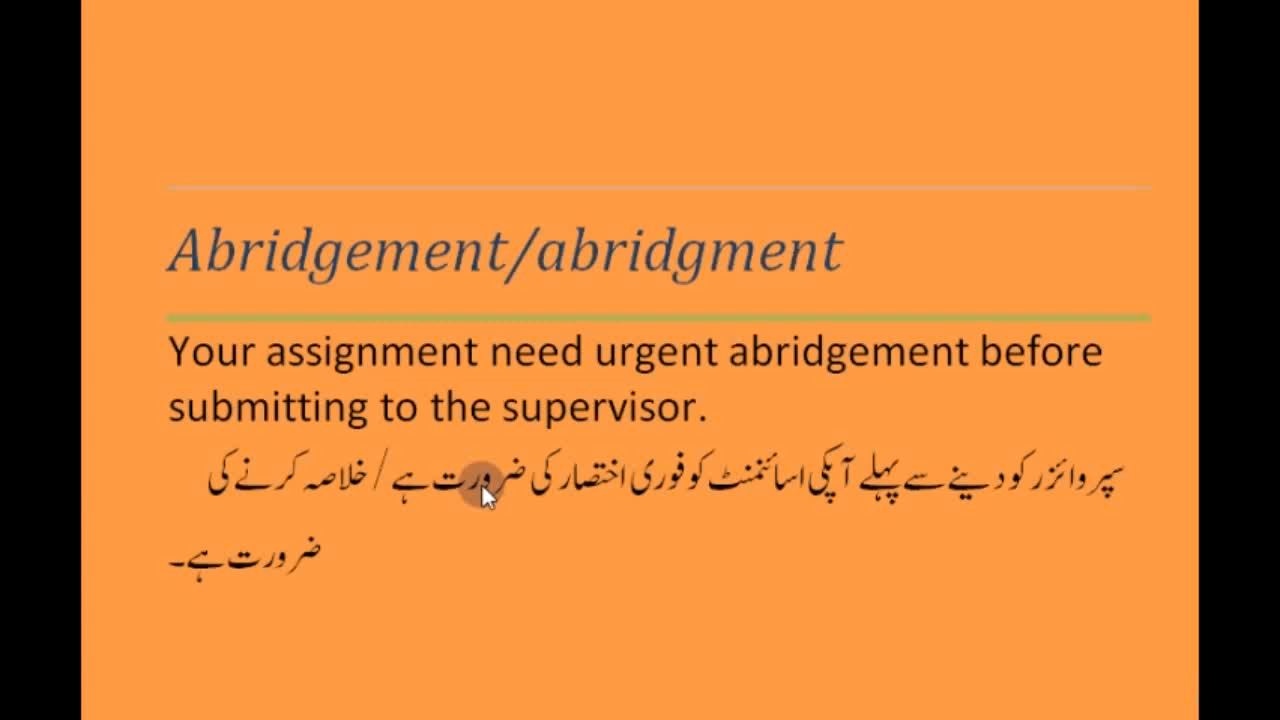 Abridgement/abridgment
Your assignment need urgent abridgement before
submitting to the supervisor.
سپروائزر کو دینے سے پہلے آپکی اسائنمنٹ کو فوری اختصار کی ضرورت ہے / خلاصہ کرنے کی
ضرورت ہے۔